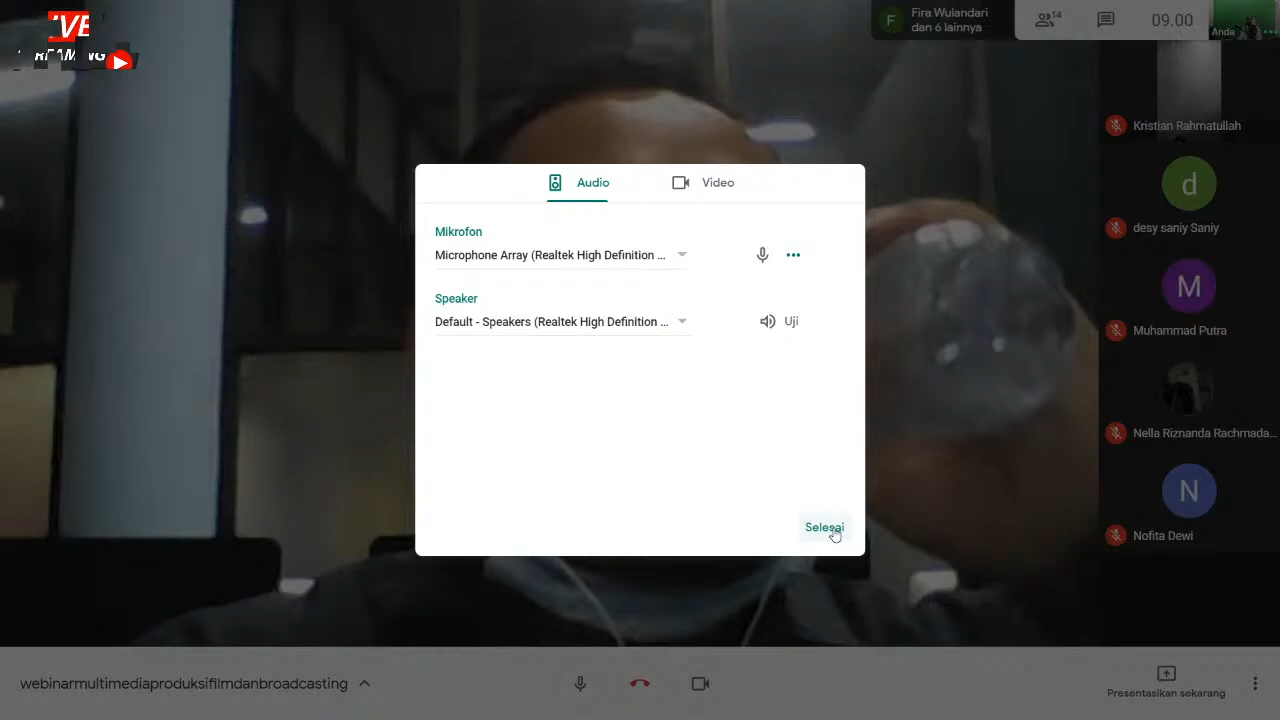 F
Fira Wulandari
dan 6 lainnya
14
09.00
Anda
Kristian Rahmatullah
d
desy saniy Saniy
M
Muhammad Putra
Nella Riznanda Rachmada...
N
Nofita Dewi
Audio
Video
Mikrofon
Microphone Array (Realtek High Definition ...
Speaker
Default - Speakers (Realtek High Definition ...
Uji
Selesai
webinarmultimediaproduksifilmdanbroadcasting
Presentasikan sekarang